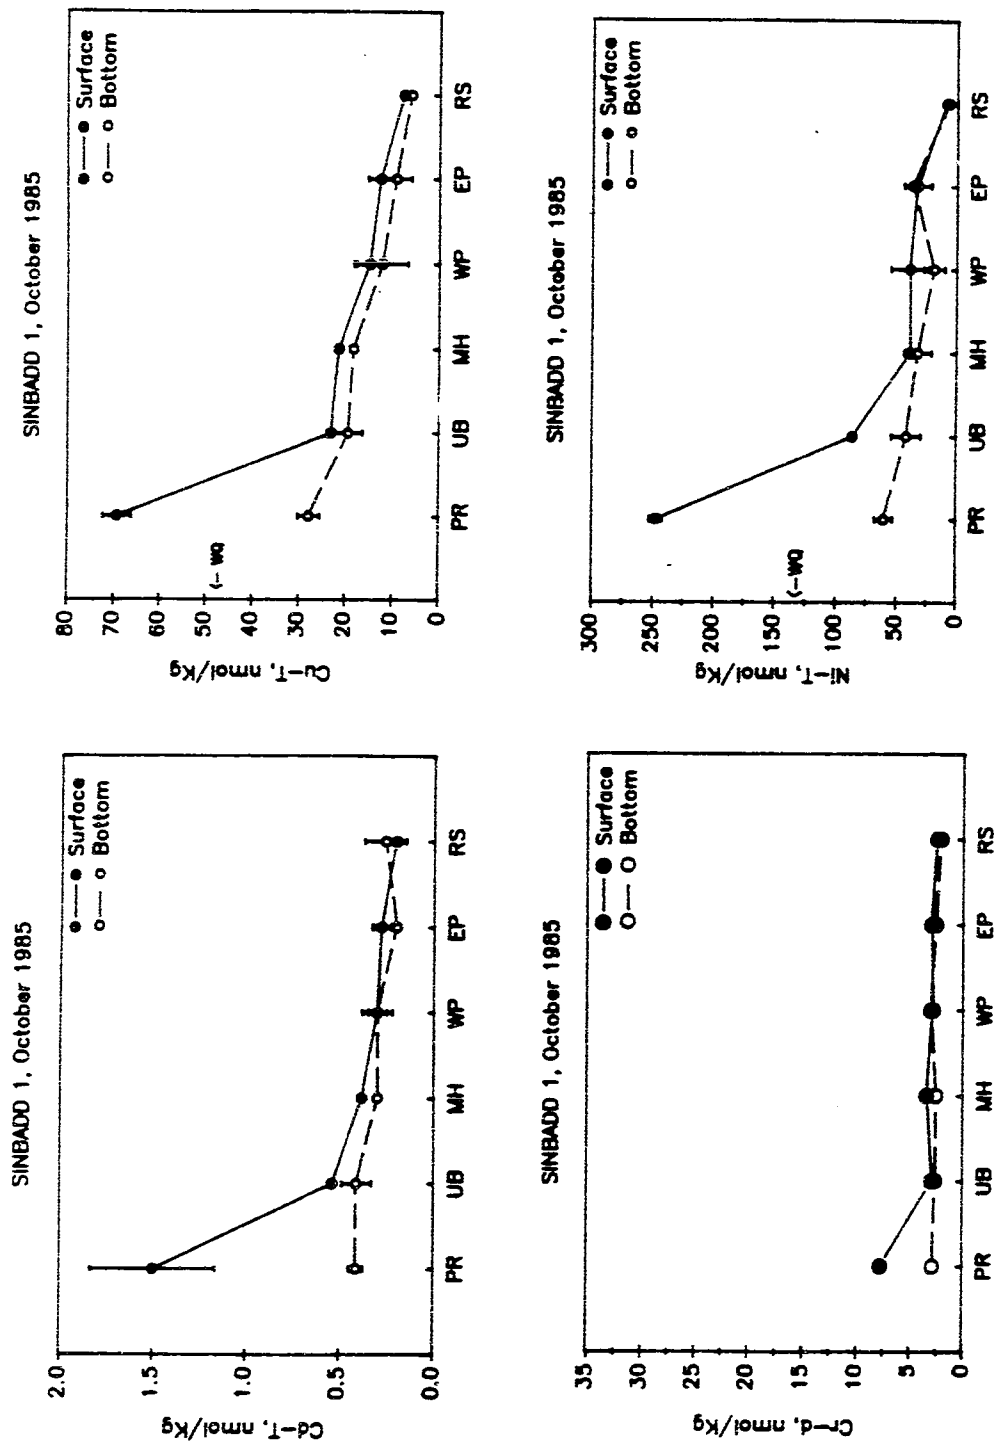 SINBADD 1, October 1985
Surface
Bottom
2.0
1.5
1.0
0.5
0.0
Cd-T, nmol/Kg
PR UB MH WP EP RS
SINBADD 1, October 1985
Surface
Bottom
80
70
60
50
40
30
20
10
0
Cu-T, nmol/Kg
(- WQ
PR UB MH WP EP RS
SINBADD 1, October 1985
Surface
Bottom
35
30
25
20
15
10
5
0
Cr-d, nmol/Kg
PR UB MH WP EP RS
SINBADD 1, October 1985
Surface
Bottom
300
250
200
150
100
50
0
Ni-T, nmol/Kg
(-WQ
PR UB MH WP EP RS